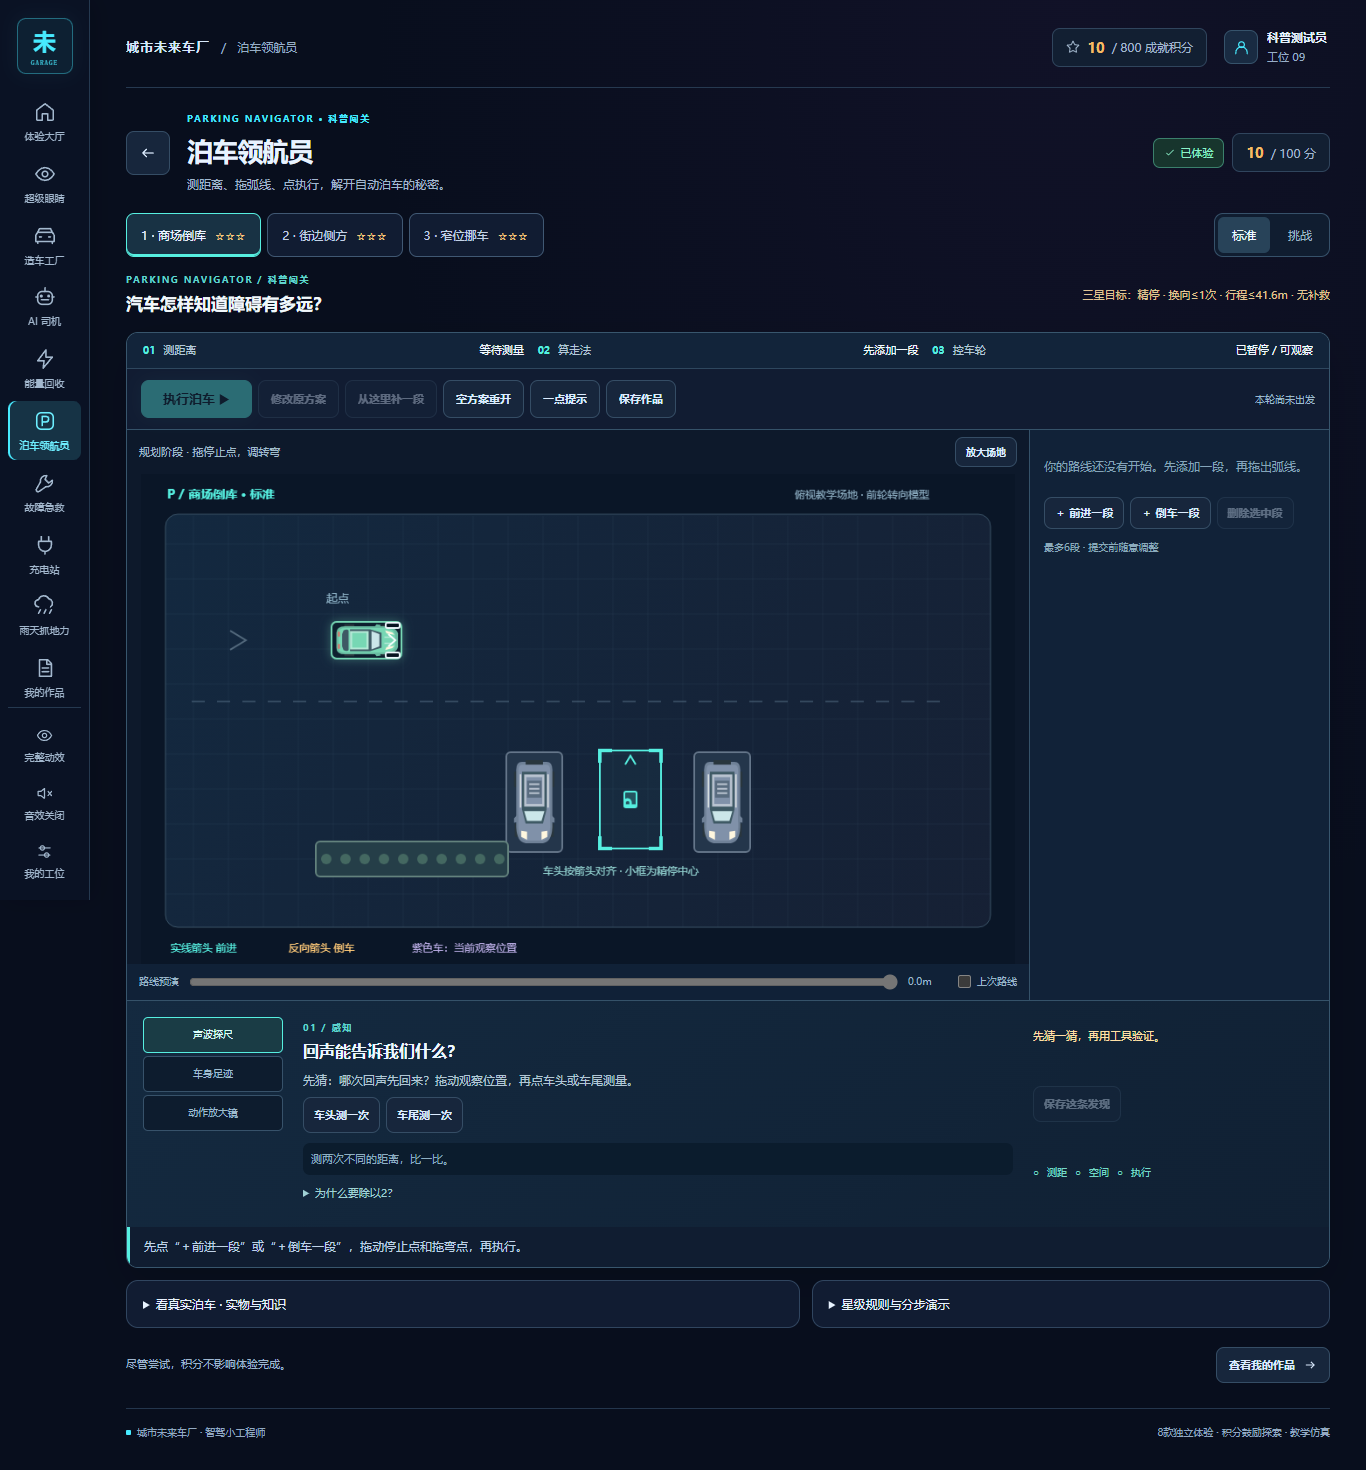 未
GARAGE
体验大厅
超级眼睛
造车工厂
AI 司机
能量回收
泊车领航员
故障急救
充电站
雨天抓地力
我的作品
完整动效
音效关闭
我的工位
城市未来车厂 / 泊车领航员
10 / 800 成就积分
科普测试员
工位 09
PARKING NAVIGATOR • 科普闯关
泊车领航员
测距离、拖弧线、点执行，解开自动泊车的秘密。
已体验
10 / 100 分
1 · 商场倒库 ☆☆☆
2 · 街边侧方 ☆☆☆
3 · 窄位挪车 ☆☆☆
标准
挑战
PARKING NAVIGATOR / 科普闯关
汽车怎样知道障碍有多远？
三星目标：精停 · 换向≤1次 · 行程≤41.6m · 无补救
01 测距离 等待测量
02 算走法 先添加一段
03 控车轮 已暂停 / 可观察
执行泊车 ▶
修改原方案
从这里补一段
空方案重开
一点提示
保存作品
本轮尚未出发
规划阶段 · 拖停止点，调转弯
放大场地
P / 商场倒库 • 标准
俯视教学场地 · 前轮转向模型
起点
P
车头按箭头对齐 · 小框为精停中心
实线箭头 前进
反向箭头 倒车
紫色车：当前观察位置
路线预演
0.0m
上次路线
你的路线还没有开始。先添加一段，再拖出弧线。
+ 前进一段
+ 倒车一段
删除选中段
最多6段 · 提交前随意调整
声波探尺
车身足迹
动作放大镜
01 / 感知
回声能告诉我们什么？
先猜：哪次回声先回来？拖动观察位置，再点车头或车尾测量。
车头测一次
车尾测一次
测两次不同的距离，比一比。
▶ 为什么要除以2？
先猜一猜，再用工具验证。
保存这条发现
测距
空间
执行
先点“+前进一段”或“+倒车一段”，拖动停止点和拖弯点，再执行。
▶ 看真实泊车 · 实物与知识
▶ 星级规则与分步演示
尽管尝试，积分不影响体验完成。
查看我的作品 →
城市未来车厂 · 智驾小工程师
8款独立体验 · 积分鼓励探索 · 教学仿真